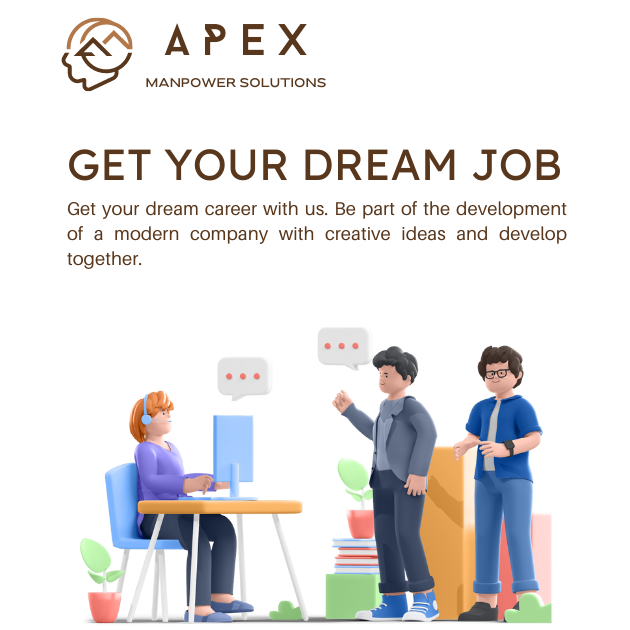 APEX
MANPOWER SOLUTIONS
GET YOUR DREAM JOB
Get your dream career with us. Be part of the development
of a modern company with creative ideas and develop
together.